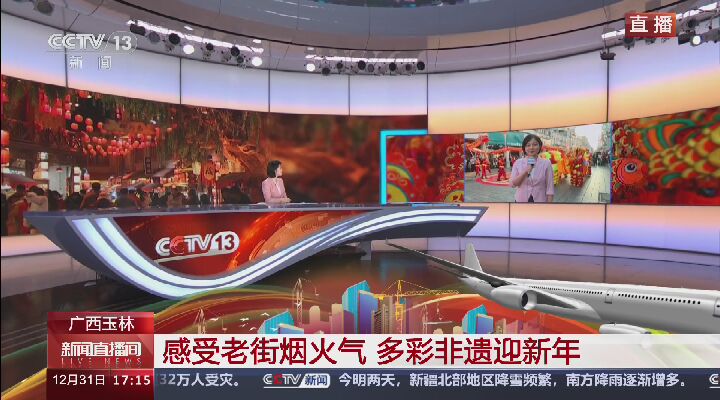 CCTV 13
新闻
直播
CCTV 13
广西玉林
新闻直播间
LIVE NEWS
感受老街烟火气 多彩非遗迎新年
12月31日 17:15
32万人受灾。 CCTV 新闻 今明两天，新疆北部地区降雪频繁，南方降雨逐渐增多。